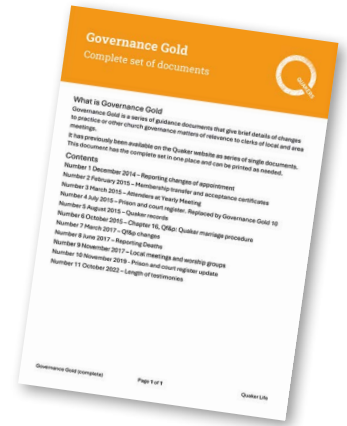 Governance Gold
Complete set of documents
QUAKERS
What is Governance Gold
Governance Gold is a series of guidance documents that give brief details of changes
to practice or other church governance matters of relevance to clerks of local and area
meetings.
It has previously been available on the Quaker website as series of single documents.
This document has the complete set in one place and can be printed as needed.
Contents
Number 1 December 2014 – Reporting changes of appointment
Number 2 February 2015 – Membership transfer and acceptance certificates
Number 3 March 2015 – Attenders at Yearly Meeting
Number 4 July 2015 – Prison and court register. Replaced by Governance Gold 10
Number 5 August 2015 – Quaker records
Number 6 October 2015 – Chapter 16, Qf&p: Quaker marriage procedure
Number 7 March 2017 – Qf&p changes
Number 8 June 2017 – Reporting Deaths
Number 9 November 2017 – Local meetings and worship groups
Number 10 November 2019 - Prison and court register update
Number 11 October 2022 – Length of testimonies
Governance Gold (complete)
Page 1 of 1
Quaker Life